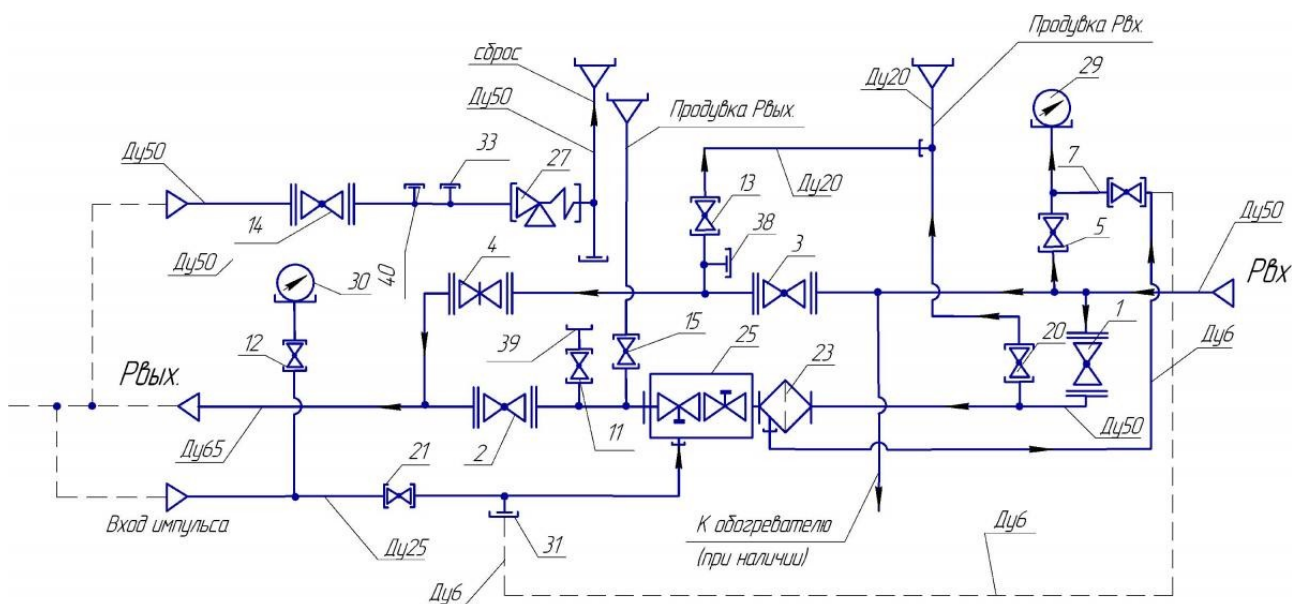 Продувка Рвх.
сброс
Ду20
29
Ду50
Продувка Рвых.
33
27
7
Ду50
13
Ду20
5
Ду50
14
38
Рвх
Ду50
4
3
40
30
1
15
20
39
25
23
12
Ду6
Рвых.
Ду65
2
11
Ду50
21
Вход импульса
К обогревателю
(при наличии)
Ду6
Ду25
31
Ду6